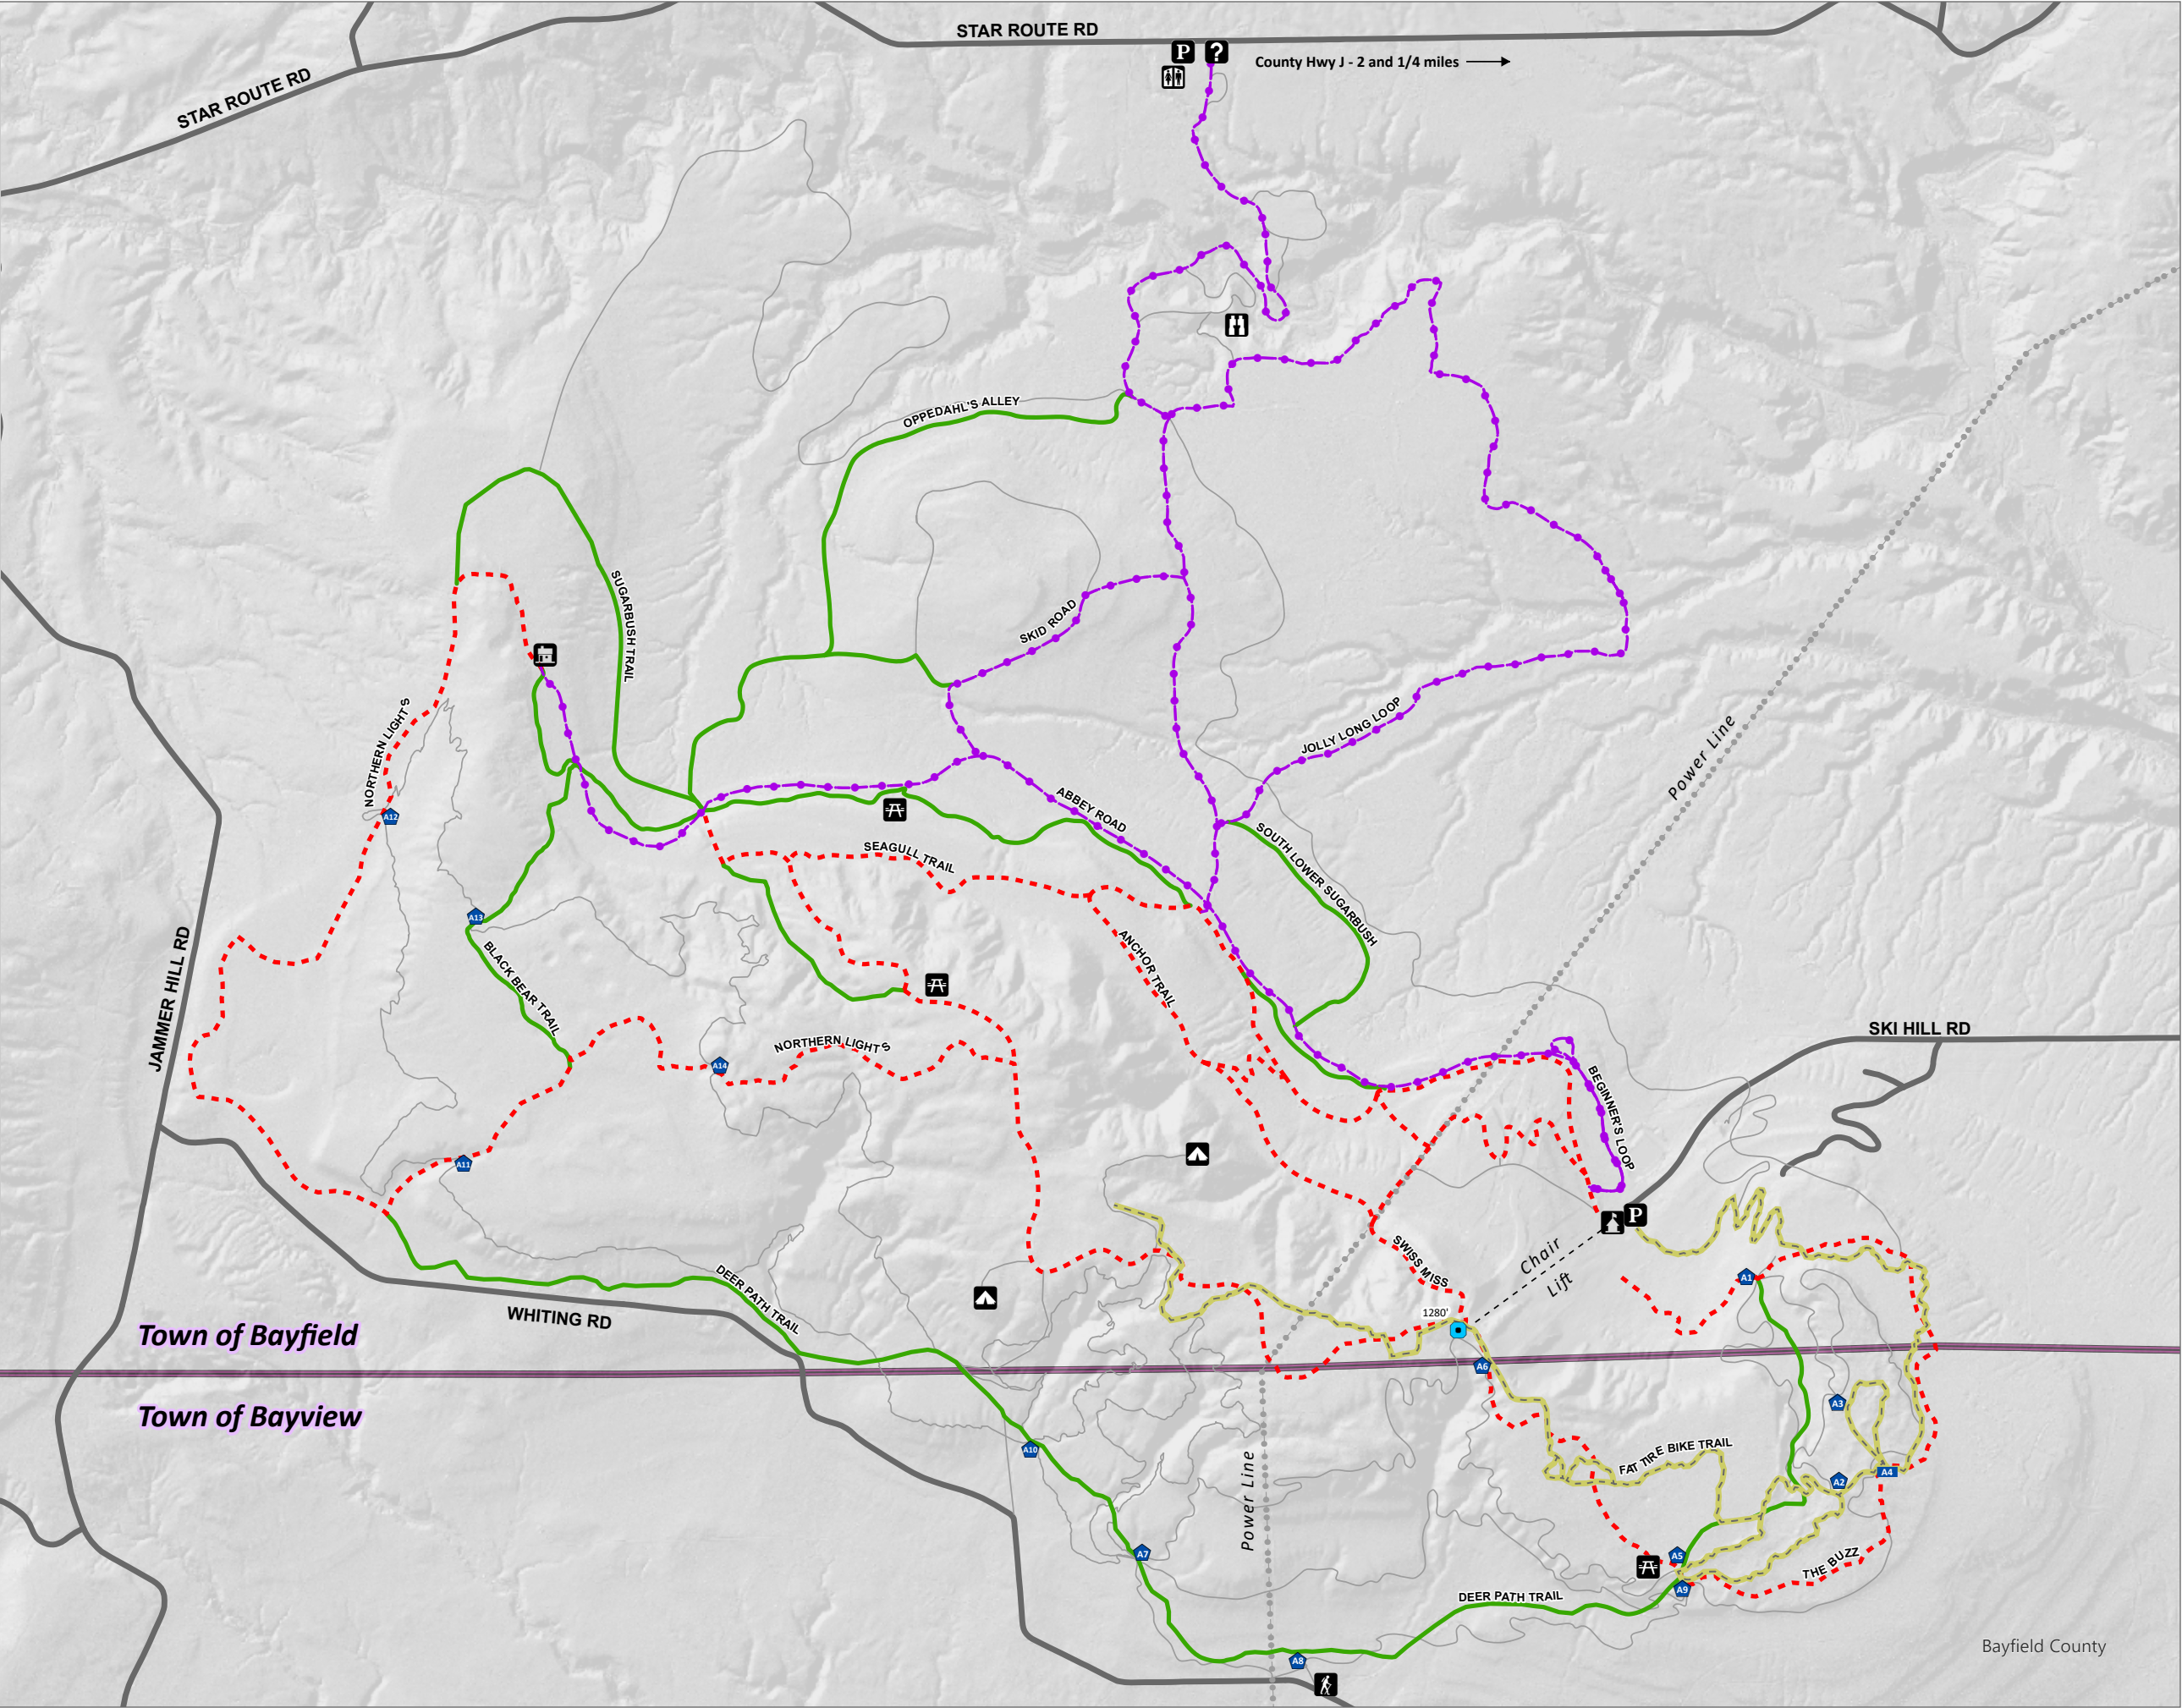 STAR ROUTE RD
P ?
County Hwy J - 2 and 1/4 miles
STAR ROUTE RD
OPPEDAHL'S ALLEY
SUGARBUSH TRAIL
SKID ROAD
NORTHERN LIGHTS
JOLLY LONG LOOP
Power Line
A12
ABBEY ROAD
SEAGULL TRAIL
SOUTH LOWER SUGARBUSH
A13
BLACK BEAR TRAIL
ANCHOR TRAIL
JAMMER HILL RD
SKI HILL RD
NORTHERN LIGHTS
A14
BEGINNER'S LOOP
A11
P
SWISS MISS
Chair
Lift
DEER PATH TRAIL
A1
WHITING RD
1280'
Town of Bayfield
A6
Town of Bayview
A3
A10
FAT TIRE BIKE TRAIL
A4
A2
Power Line
A7
A5
THE BUZZ
A9
DEER PATH TRAIL
Bayfield County
A8